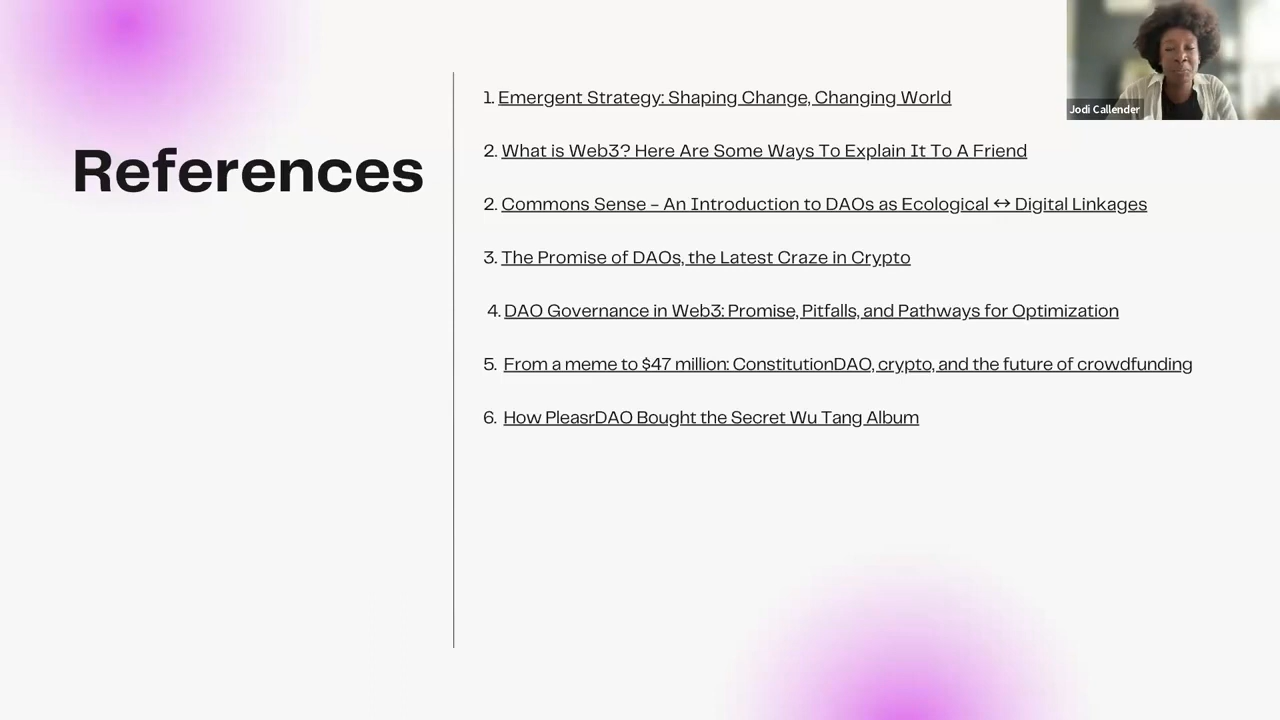 References
1. Emergent Strategy: Shaping Change, Changing World
2. What is Web3? Here Are Some Ways To Explain It To A Friend
2. Commons Sense – An Introduction to DAOs as Ecological ↔ Digital Linkages
3. The Promise of DAOs, the Latest Craze in Crypto
4. DAO Governance in Web3: Promise, Pitfalls, and Pathways for Optimization
5. From a meme to $47 million: ConstitutionDAO, crypto, and the future of crowdfunding
6. How PleasrDAO Bought the Secret Wu Tang Album
Jodi Callender